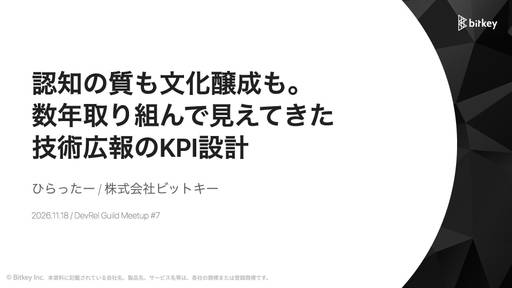 bitkey
認知の質も文化醸成も。
数年取り組んで見えてきた
技術広報のKPI設計
ひらったー / 株式会社ビットキー
2026.11.18 / DevRel Guild Meetup #7
© Bitkey Inc. 本資料に記載されている会社名、製品名、サービス名等は、各社の商標または登録商標です。